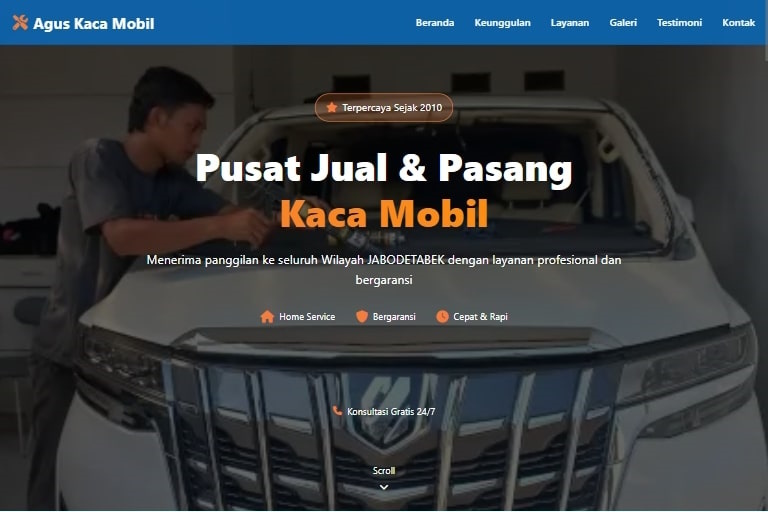 Agus Kaca Mobil
Beranda Keunggulan Layanan Galeri Testimoni Kontak
Terpercaya Sejak 2010
Pusat Jual & Pasang
Kaca Mobil
Menerima panggilan ke seluruh Wilayah JABODETABEK dengan layanan profesional dan
bergaransi
Home Service Bergaransi Cepat & Rapi
Konsultasi Gratis 24/7
Scroll